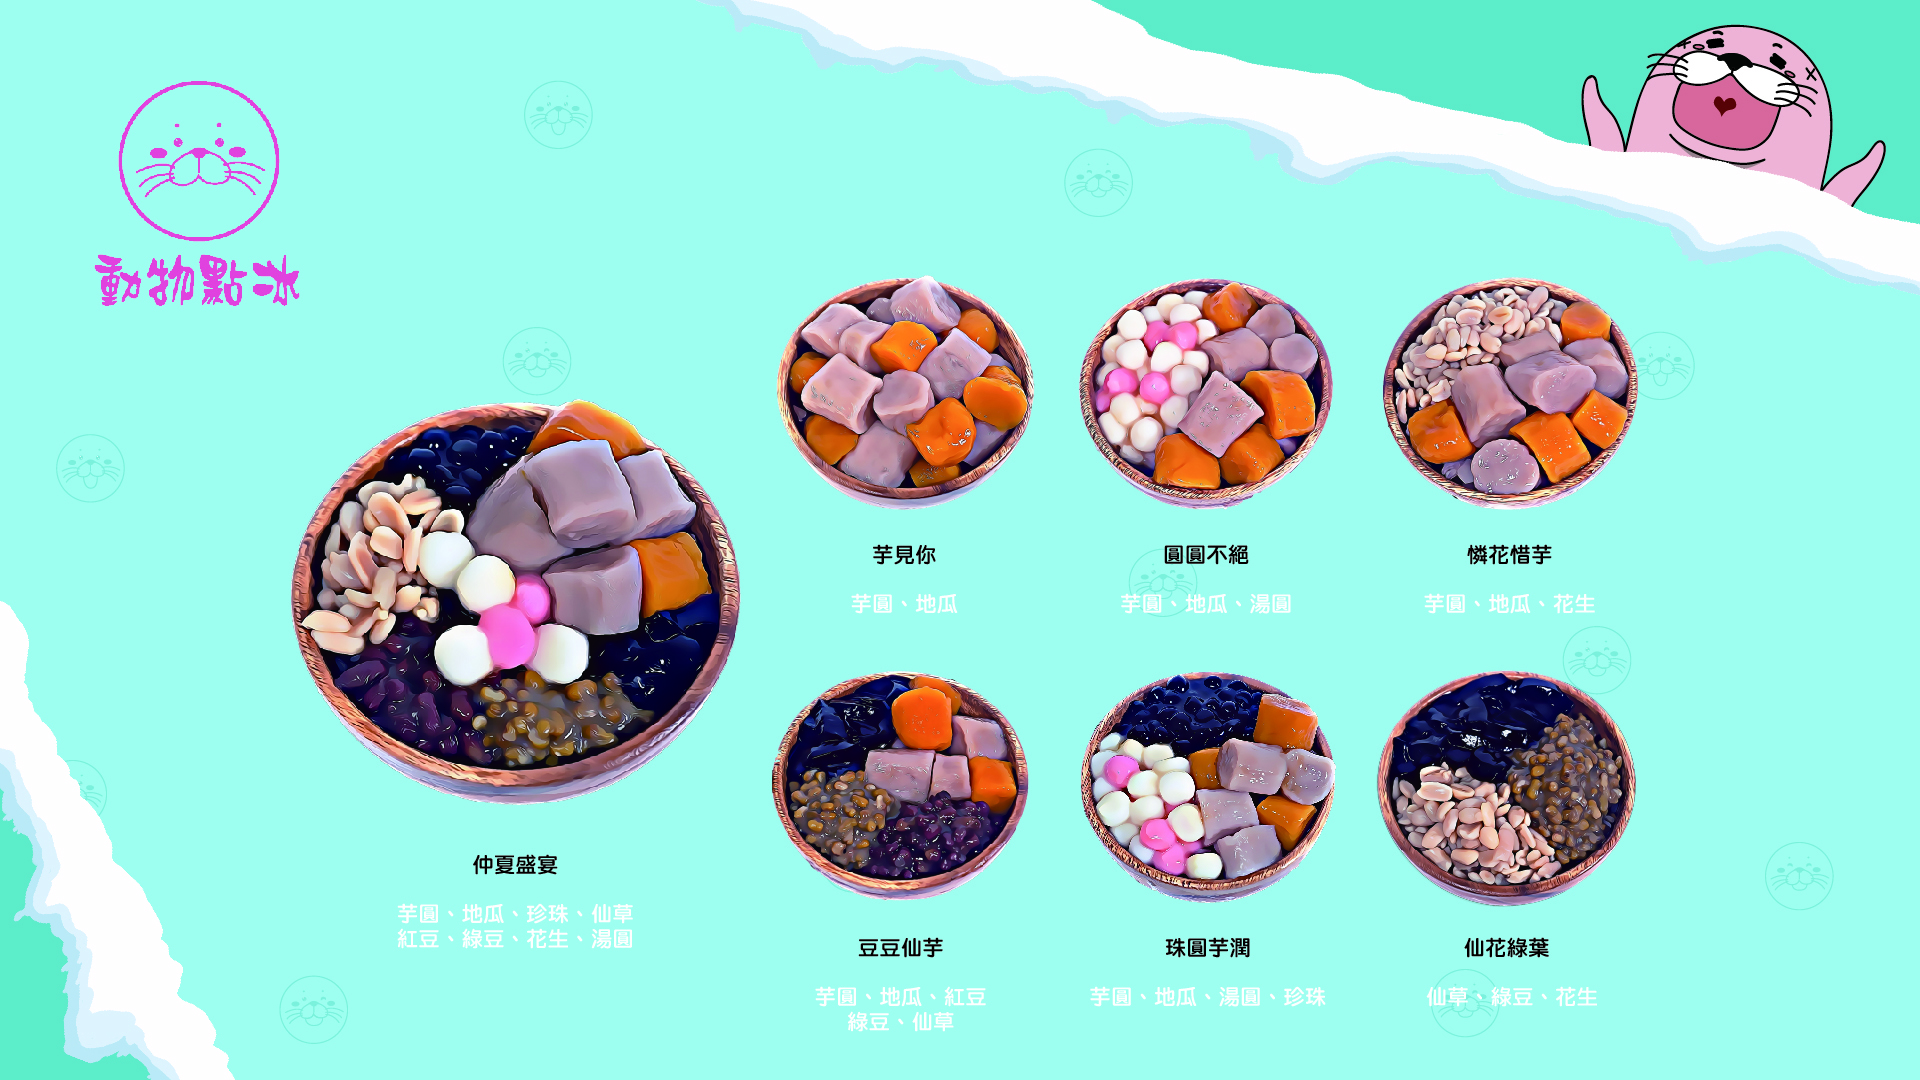 動物點冰
芋見你
芋圓、地瓜
圓圓不絕
芋圓、地瓜、湯圓
憐花惜芋
芋圓、地瓜、花生
仲夏盛宴
芋圓、地瓜、珍珠、仙草
紅豆、綠豆、花生、湯圓
豆豆仙芋
芋圓、地瓜、紅豆
綠豆、仙草
珠圓芋潤
芋圓、地瓜、湯圓、珍珠
仙花綠葉
仙草、綠豆、花生